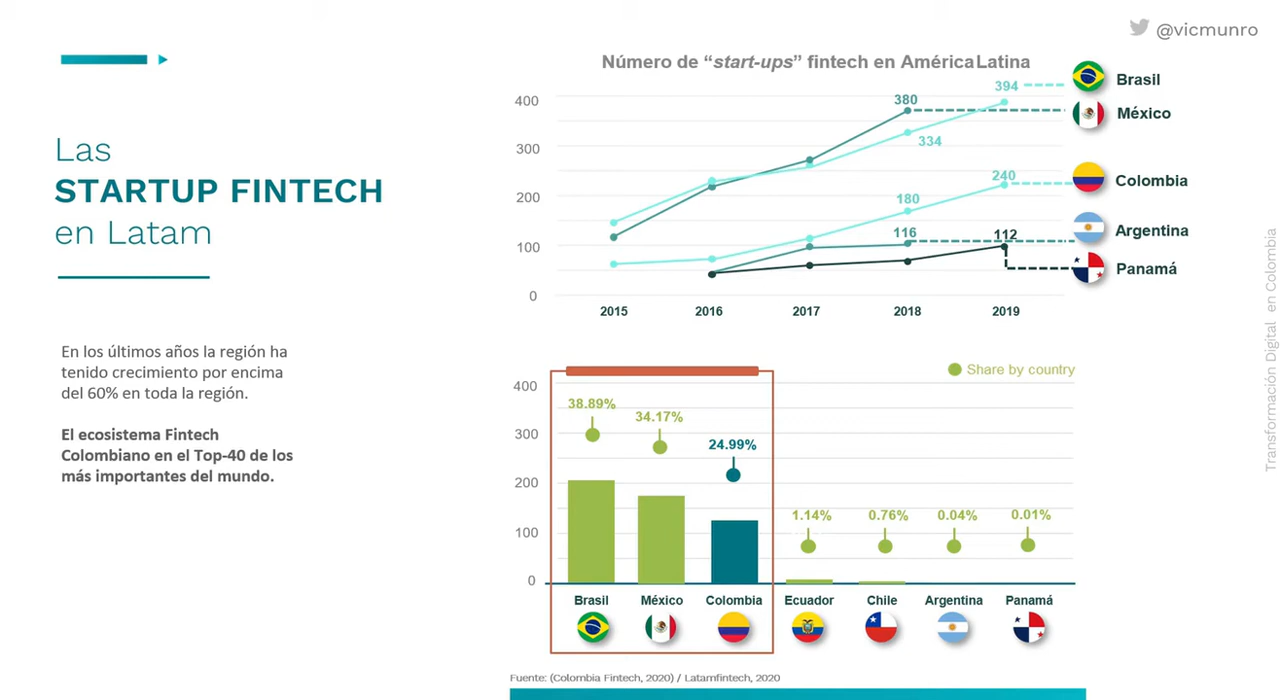 @vicmunro
Las
STARTUP FINTECH
en Latam
En los últimos años la región ha
tenido crecimiento por encima
del 60% en toda la región.
El ecosistema Fintech
Colombiano en el Top-40 de los
más importantes del mundo.
Número de “start-ups” fintech en América Latina
400
300
200
100
0
394
380
334
240
180
116
112
2015 2016 2017 2018 2019
Brasil
México
Colombia
Argentina
Panamá
Share by country
400
300
200
100
0
38.89% 34.17% 24.99% 1.14% 0.76% 0.04% 0.01%
Brasil México Colombia Ecuador Chile Argentina Panamá
Fuente: (Colombia Fintech, 2020) / Latamfintech, 2020
Transformación Digital en Colombia